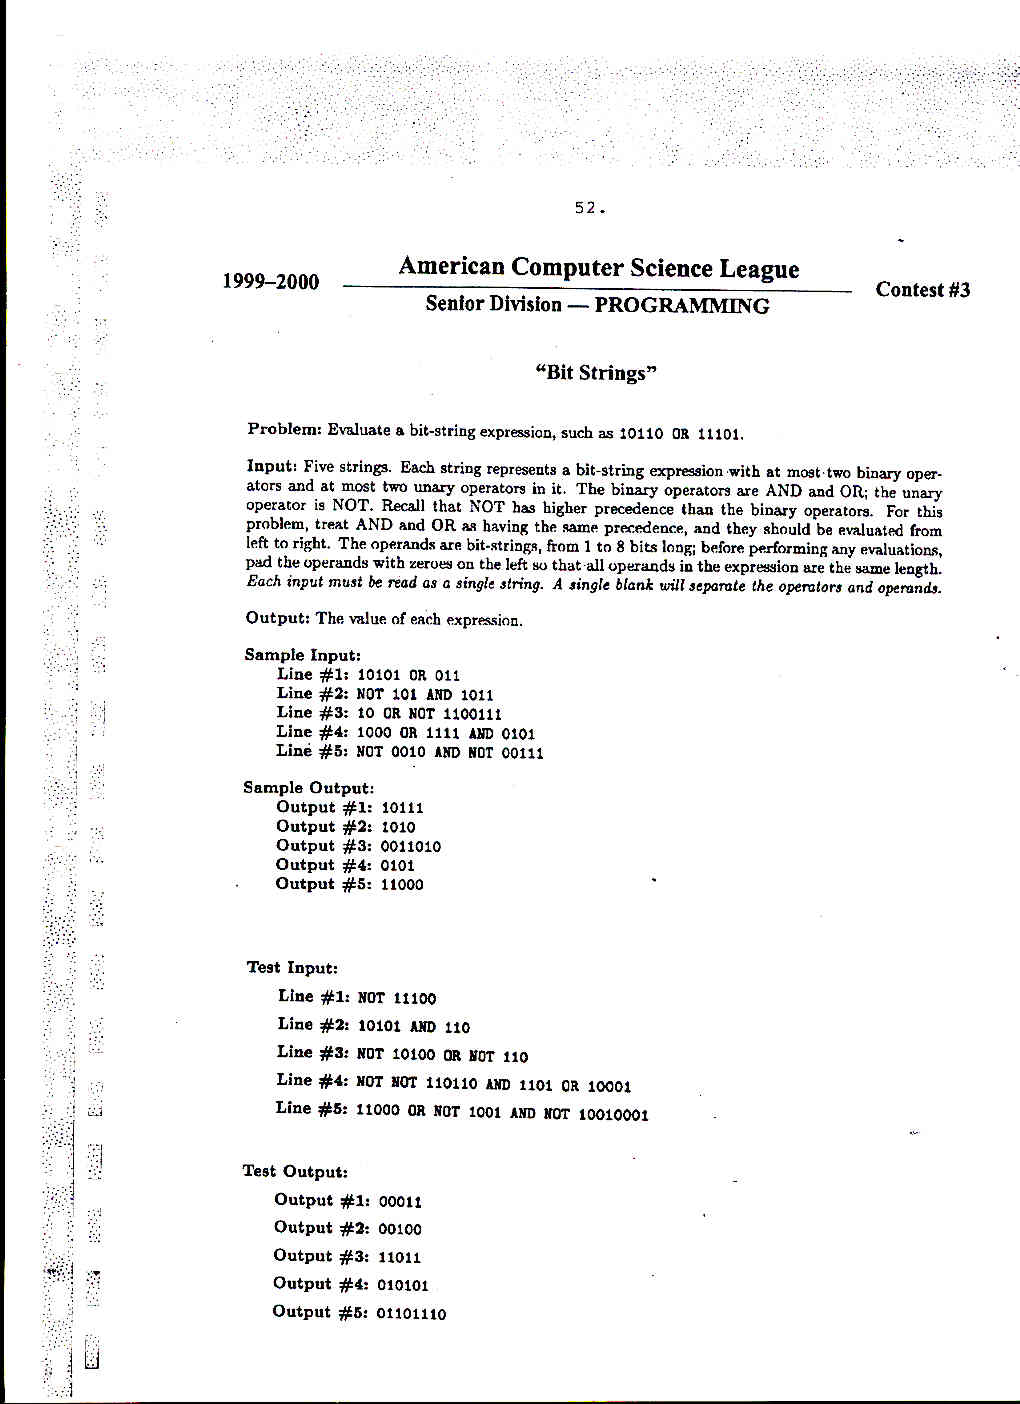 52.
American Computer Science League
1999–2000
Contest #3
Senior Division — PROGRAMMING
“Bit Strings”
Problem: Evaluate a bit-string expression, such as 10110 OR 11101.
Input: Five strings. Each string represents a bit-string expression with at most two binary oper-
ators and at most two unary operators in it. The binary operators are AND and OR; the unary
operator is NOT. Recall that NOT has higher precedence than the binary operators. For this
problem, treat AND and OR as having the same precedence, and they should be evaluated from
left to right. The operands are bit-strings, from 1 to 8 bits long; before performing any evaluations,
pad the operands with zeroes on the left so that all operands in the expression are the same length.
Each input must be read as a single string. A single blank will separate the operators and operands.
Output: The value of each expression.
Sample Input:
Line #1: 10101 OR 011
Line #2: NOT 101 AND 1011
Line #3: 10 OR NOT 1100111
Line #4: 1000 OR 1111 AND 0101
Line #5: NOT 0010 AND NOT 00111
Sample Output:
Output #1: 10111
Output #2: 1010
Output #3: 0011010
Output #4: 0101
Output #5: 11000
Test Input:
Line #1: NOT 11100
Line #2: 10101 AND 110
Line #3: NOT 10100 OR NOT 110
Line #4: NOT NOT 110110 AND 1101 OR 10001
Line #5: 11000 OR NOT 1001 AND NOT 10010001
Test Output:
Output #1: 00011
Output #2: 00100
Output #3: 11011
Output #4: 010101
Output #5: 01101110